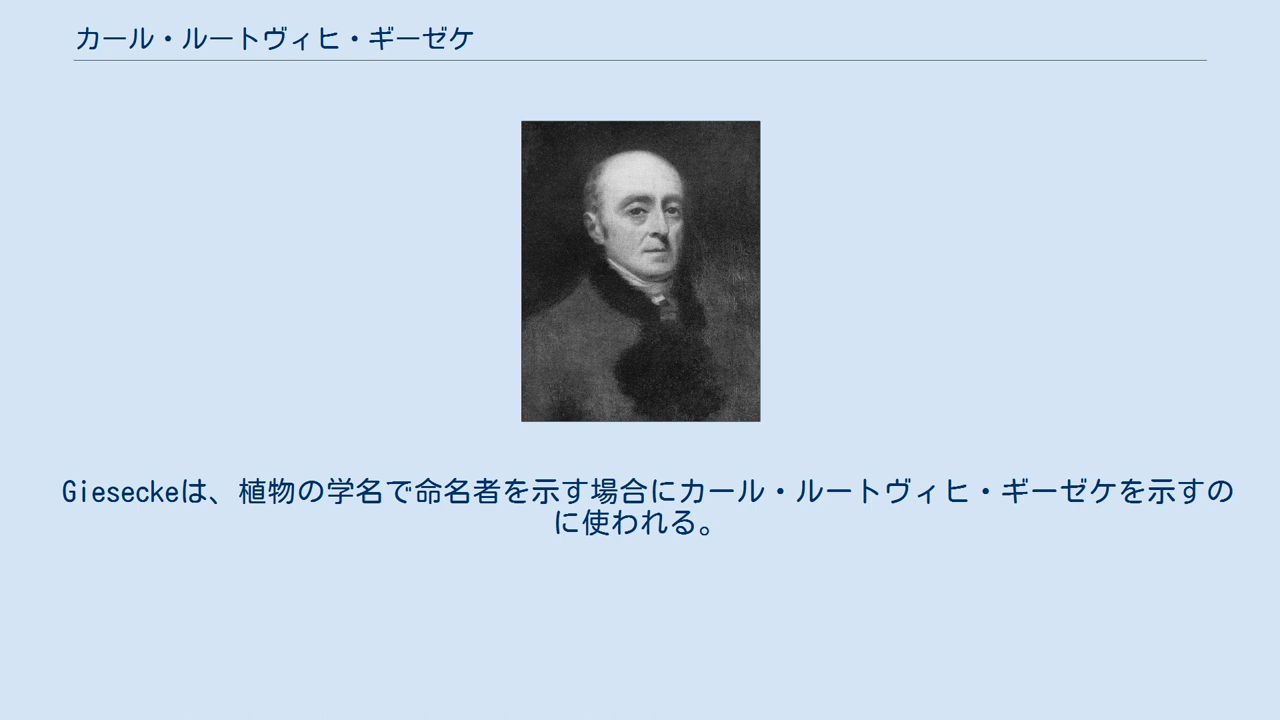 カール・ルートヴィヒ・ギーゼケ
Gieseckeは、植物の学名で命名者を示す場合にカール・ルートヴィヒ・ギーゼケを示すの
に使われる。